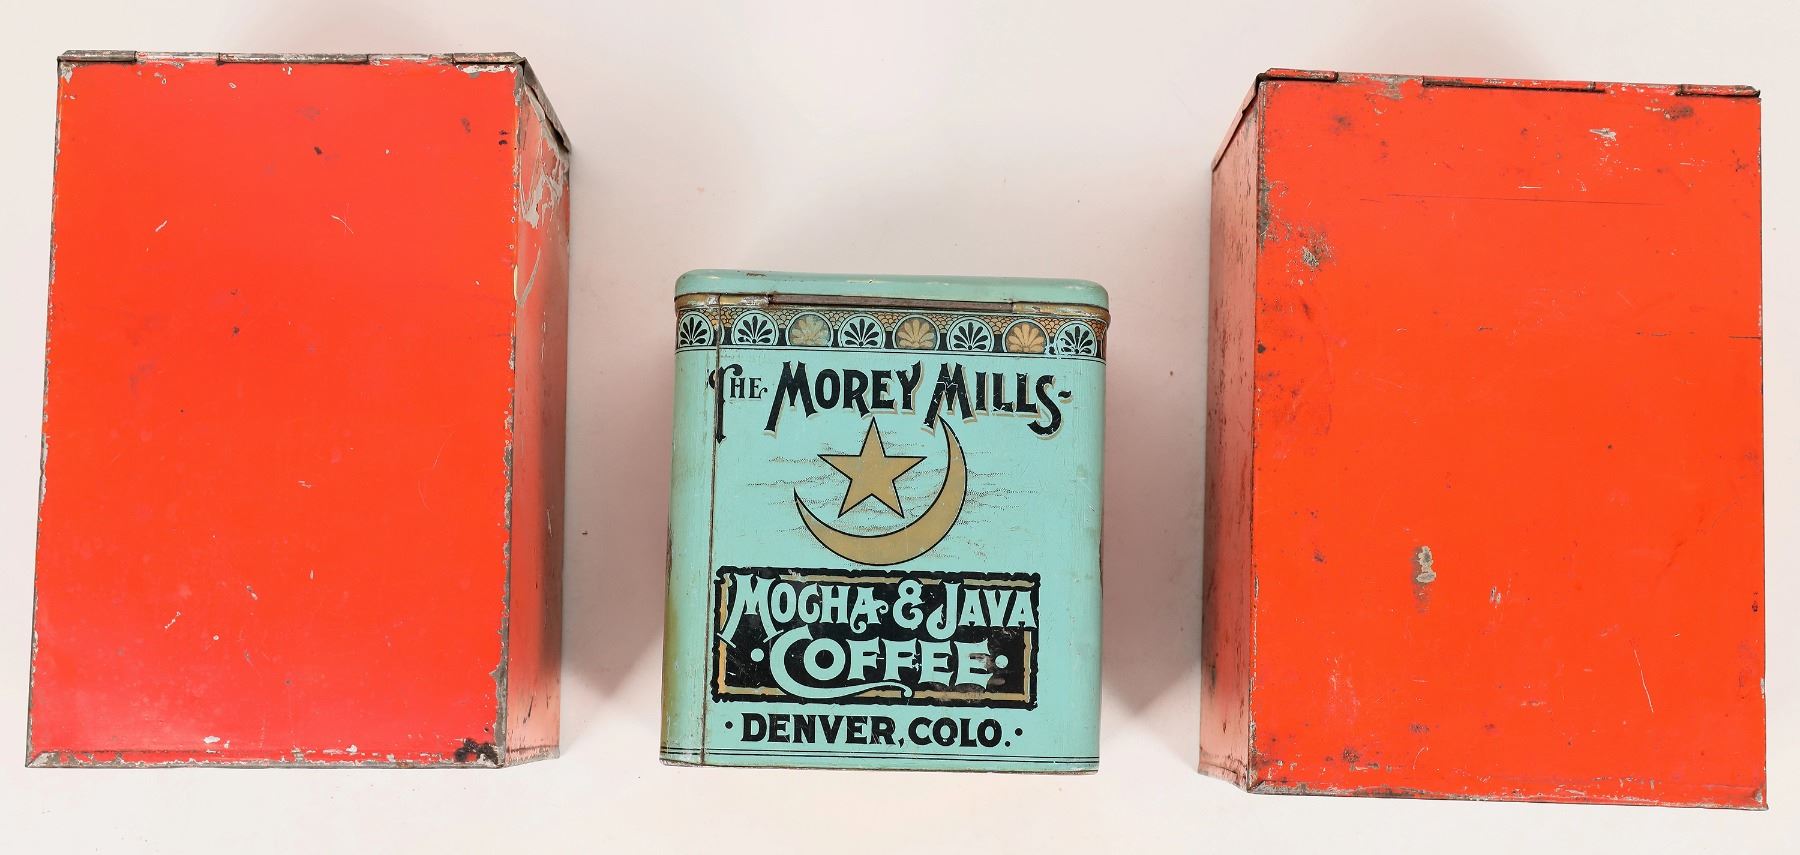 THE MOREY MILLS
MOCHA & JAVA
·COFFEE·
·DENVER, COLO.·